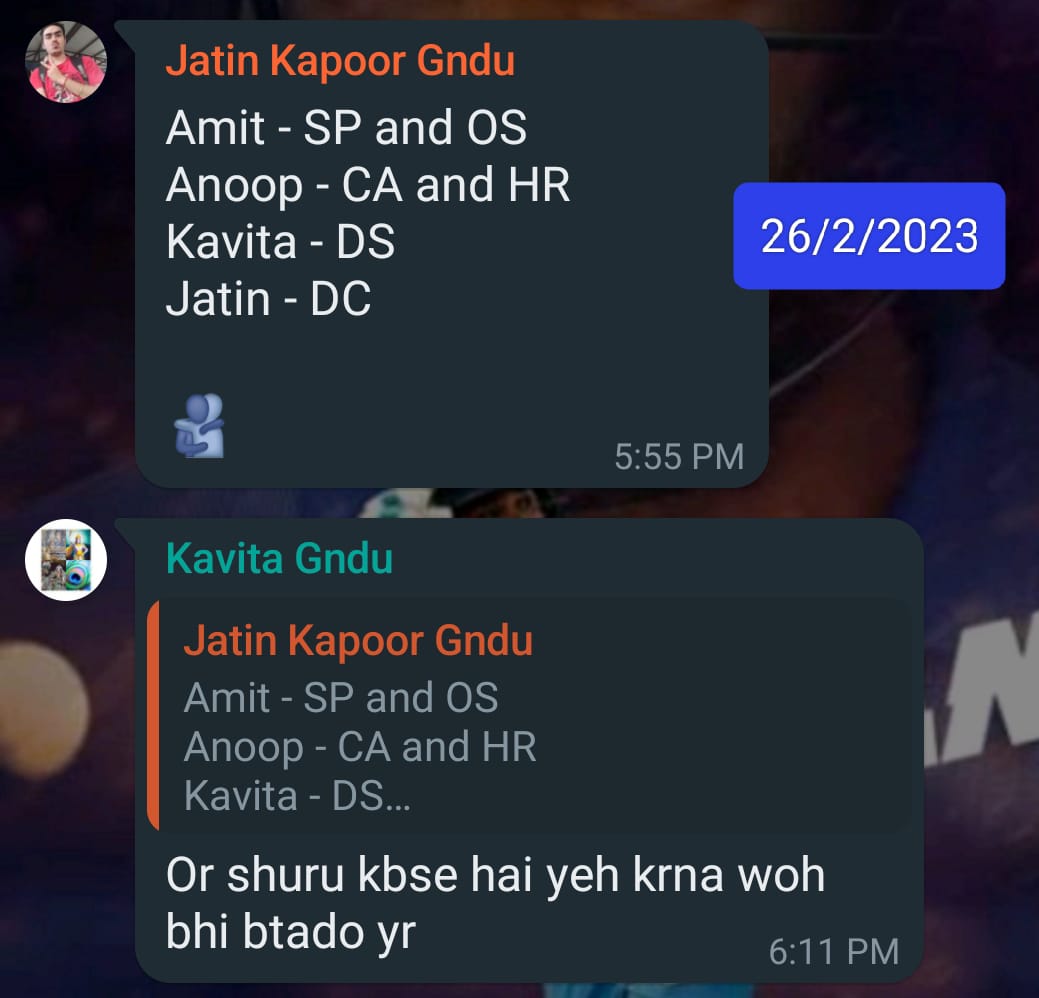 Jatin Kapoor Gndu
Amit - SP and OS
Anoop - CA and HR
Kavita - DS
Jatin - DC
26/2/2023
5:55 PM
Kavita Gndu
Jatin Kapoor Gndu
Amit - SP and OS
Anoop - CA and HR
Kavita - DS...
Or shuru kbse hai yeh krna woh
bhi btado yr
6:11 PM